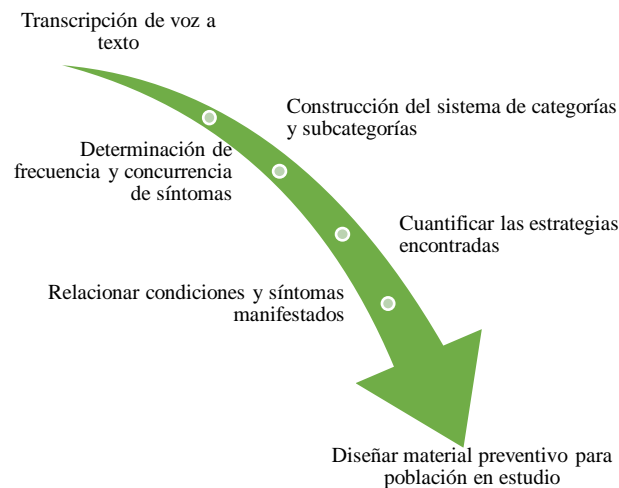 Transcripción de voz a
texto
Construcción del sistema de categorías
y subcategorías
Determinación de
frecuencia y concurrencia
de síntomas
Cuantificar las estrategias
encontradas
Relacionar condiciones y síntomas
manifestados
Diseñar material preventivo para
población en estudio